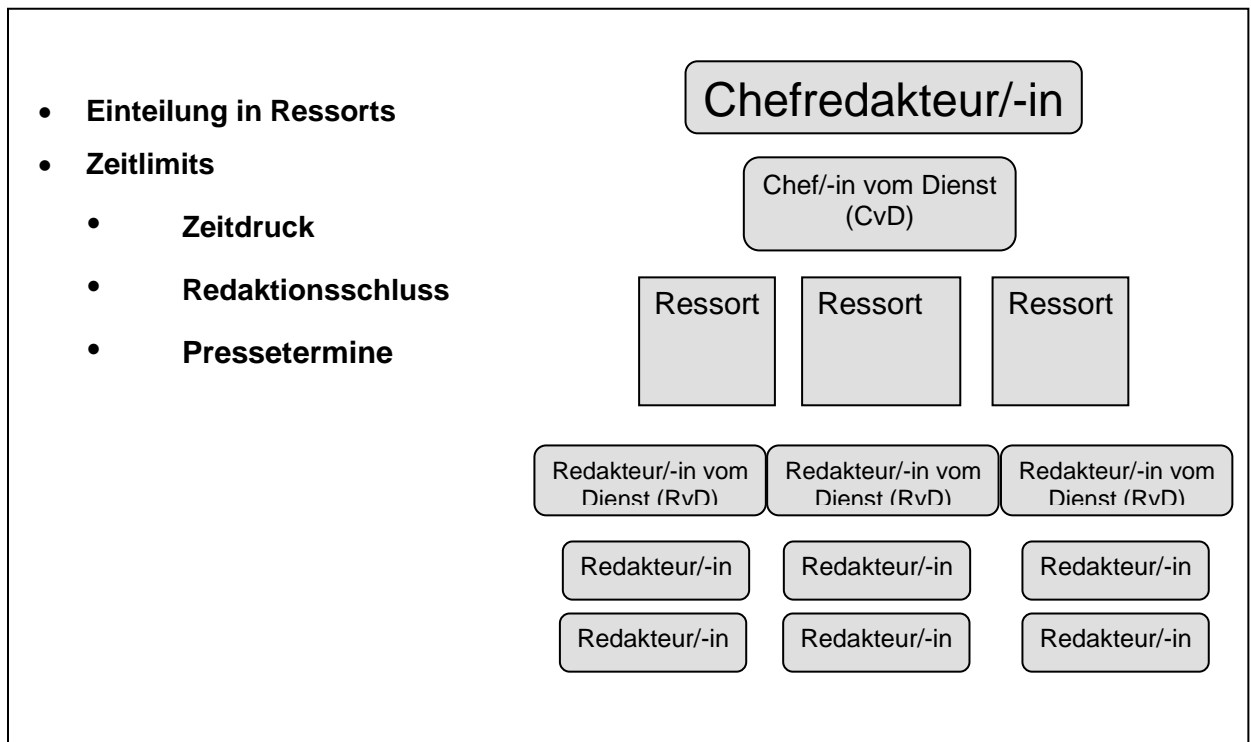 Einteilung in Ressorts
Zeitlimits
Zeitdruck
Redaktionsschluss
Pressetermine
Chefredakteur/-in
Chef/-in vom Dienst
(CvD)
Ressort
Ressort
Ressort
Redakteur/-in vom
Dienst (RvD)
Redakteur/-in vom
Dienst (RvD)
Redakteur/-in vom
Dienst (RvD)
Redakteur/-in
Redakteur/-in
Redakteur/-in
Redakteur/-in
Redakteur/-in
Redakteur/-in